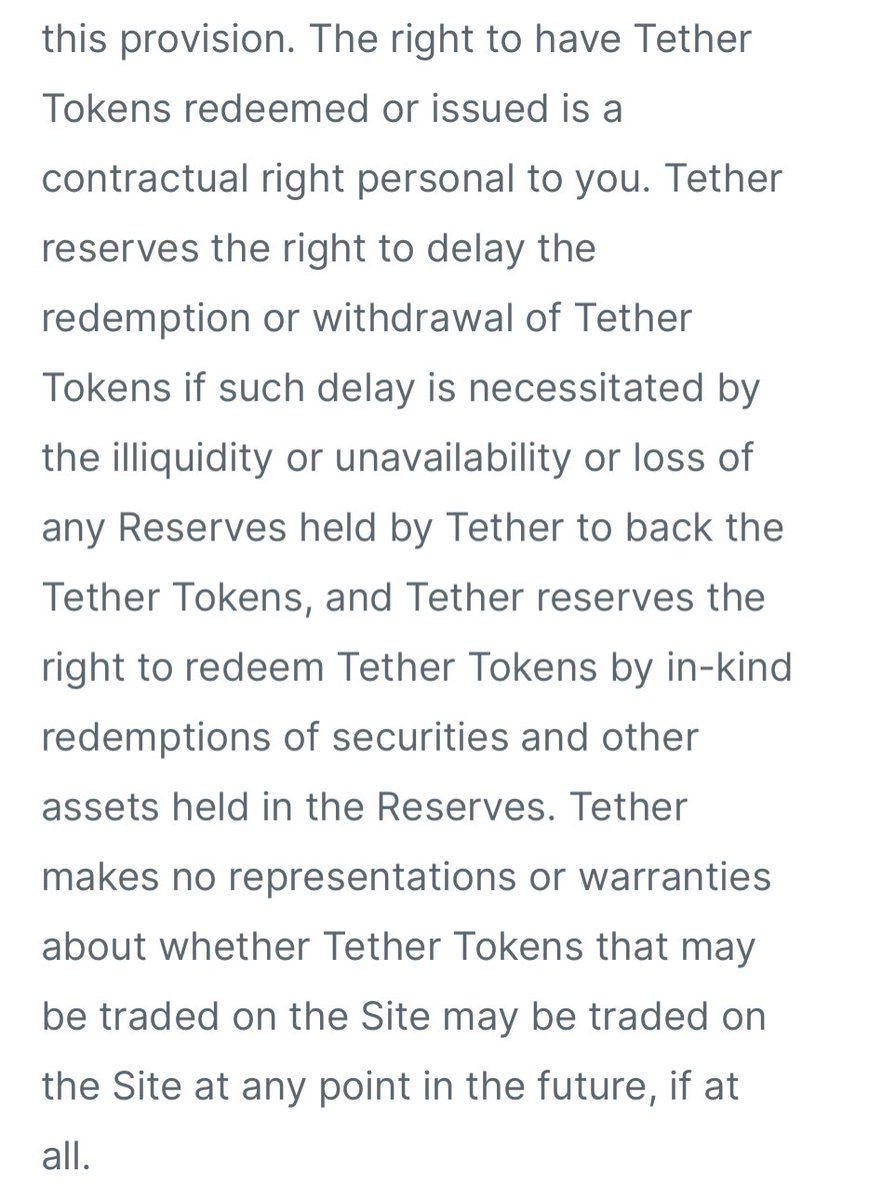 this provision. The right to have Tether
Tokens redeemed or issued is a
contractual right personal to you. Tether
reserves the right to delay the
redemption or withdrawal of Tether
Tokens if such delay is necessitated by
the illiquidity or unavailability or loss of
any Reserves held by Tether to back the
Tether Tokens, and Tether reserves the
right to redeem Tether Tokens by in-kind
redemptions of securities and other
assets held in the Reserves. Tether
makes no representations or warranties
about whether Tether Tokens that may
be traded on the Site may be traded on
the Site at any point in the future, if at
all.